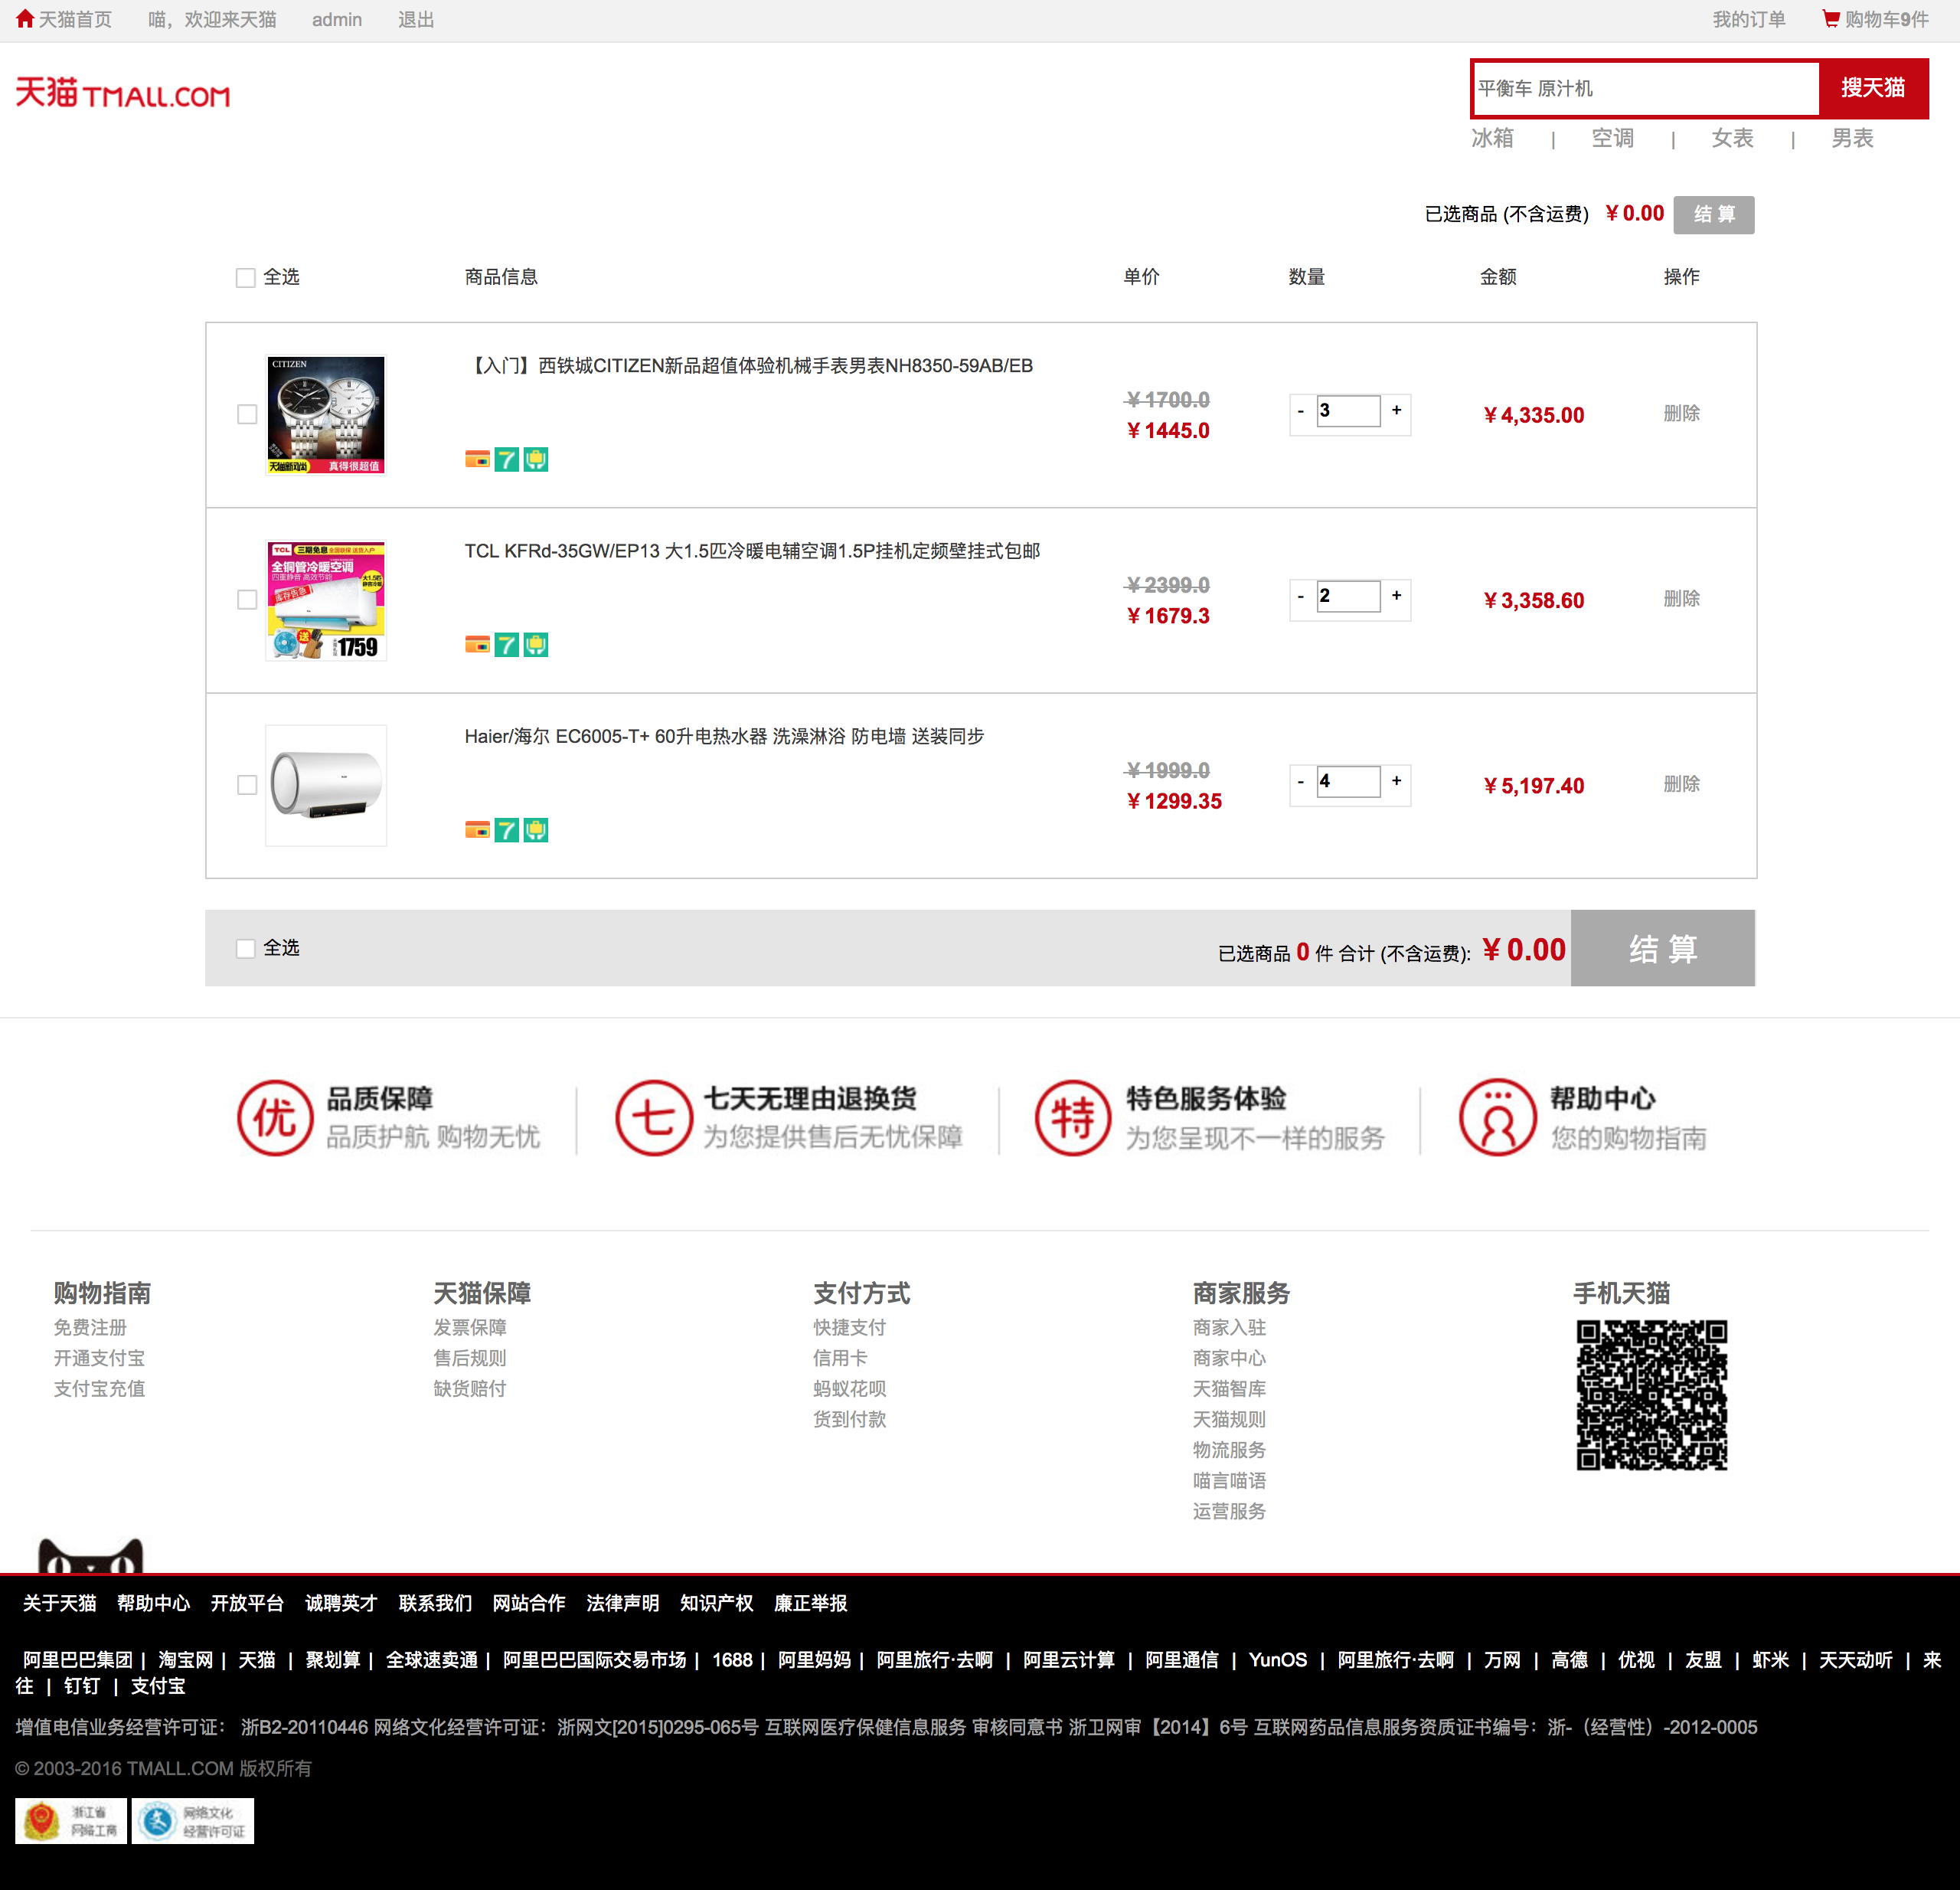 天猫首页 喵，欢迎来天猫 admin 退出 我的订单 购物车9件
天猫 TMALL.COM
平衡车 原汁机 搜天猫
冰箱 | 空调 | 女表 | 男表
已选商品 (不含运费) ￥0.00 结 算
全选 商品信息 单价 数量 金额 操作
CITIZEN
天猫新风尚 真得很超值
【入门】西铁城CITIZEN新品超值体验机械手表男表NH8350-59AB/EB
￥1700.0
￥1445.0
- 3 +
￥4,335.00
删除
7
TCL 三期免息 全国联保 送货入户
全铜管冷暖空调
四重静音 高效节能
大1.5匹
库存告急
送
1759
TCL KFRd-35GW/EP13 大1.5匹冷暖电辅空调1.5P挂机定频壁挂式包邮
￥2399.0
￥1679.3
- 2 +
￥3,358.60
删除
7
Haier/海尔 EC6005-T+ 60升电热水器 洗澡淋浴 防电墙 送装同步
￥1999.0
￥1299.35
- 4 +
￥5,197.40
删除
7
全选 已选商品 0 件 合计 (不含运费): ￥0.00 结 算
优 品质保障
品质护航 购物无忧
七 七天无理由退换货
为您提供售后无忧保障
特 特色服务体验
为您呈现不一样的服务
帮助中心
您的购物指南
购物指南
免费注册
开通支付宝
支付宝充值
天猫保障
发票保障
售后规则
缺货赔付
支付方式
快捷支付
信用卡
蚂蚁花呗
货到付款
商家服务
商家入驻
商家中心
天猫智库
天猫规则
物流服务
喵言喵语
运营服务
手机天猫
关于天猫 帮助中心 开放平台 诚聘英才 联系我们 网站合作 法律声明 知识产权 廉正举报
阿里巴巴集团 | 淘宝网 | 天猫 | 聚划算 | 全球速卖通 | 阿里巴巴国际交易市场 | 1688 | 阿里妈妈 | 阿里旅行·去啊 | 阿里云计算 | 阿里通信 | YunOS | 阿里旅行·去啊 | 万网 | 高德 | 优视 | 友盟 | 虾米 | 天天动听 | 来
往 | 钉钉 | 支付宝
增值电信业务经营许可证： 浙B2-20110446 网络文化经营许可证：浙网文[2015]0295-065号 互联网医疗保健信息服务 审核同意书 浙卫网审【2014】6号 互联网药品信息服务资质证书编号：浙-（经营性）-2012-0005
© 2003-2016 TMALL.COM 版权所有
浙江省
网络工商
网络文化
经营许可证